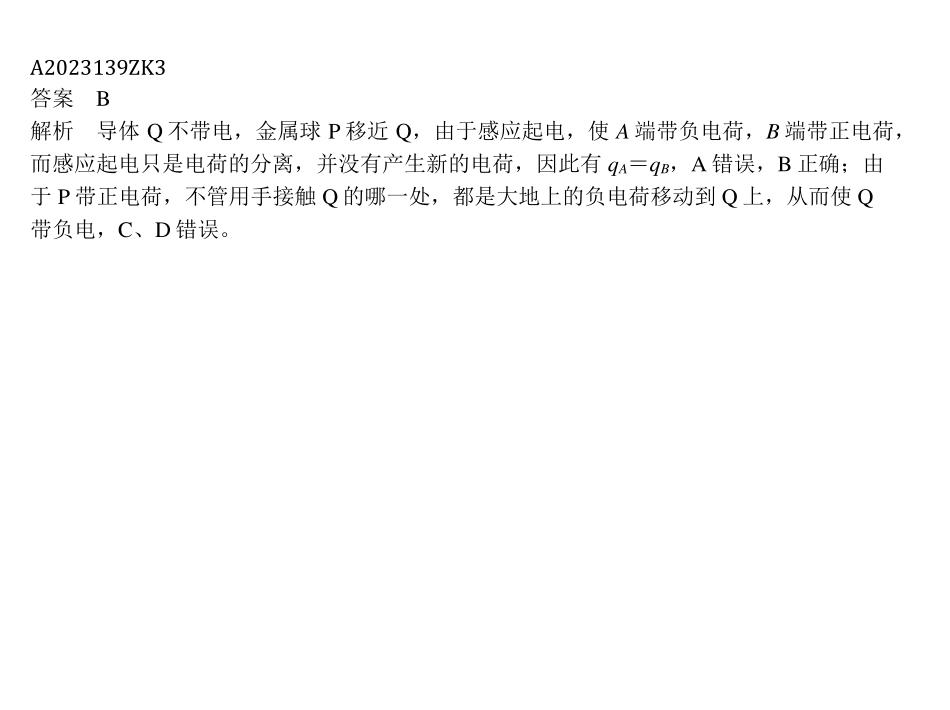 A2023139ZK3
答案　B
解析　导体 Q 不带电，金属球 P 移近 Q，由于感应起电，使 A 端带负电荷，B 端带正电荷，
而感应起电只是电荷的分离，并没有产生新的电荷，因此有 qA＝qB，A 错误，B 正确；由
于 P 带正电荷，不管用手接触 Q 的哪一处，都是大地上的负电荷移动到 Q 上，从而使 Q
带负电，C、D 错误。